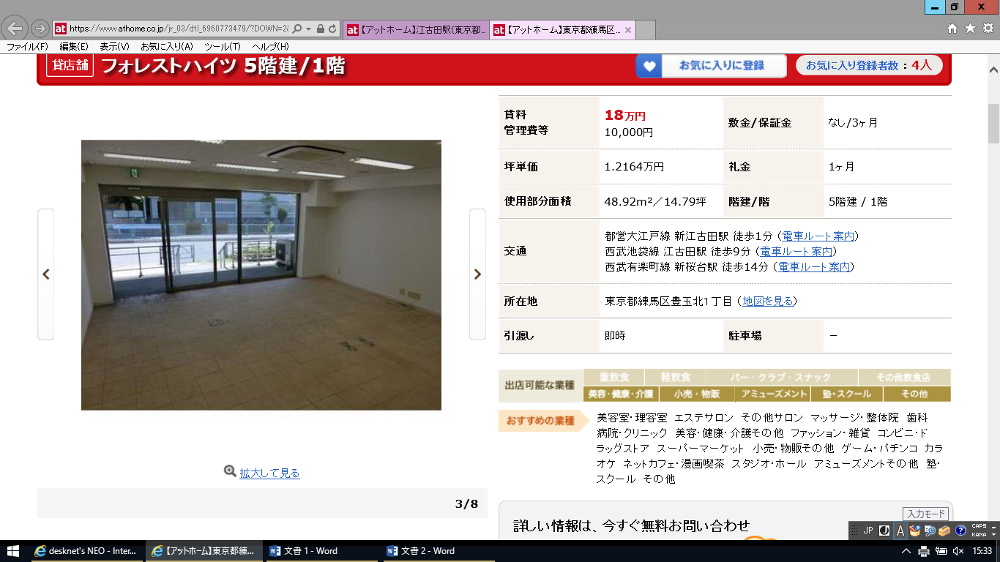 https://www.athome.co.jp/jr_03/dtl_6960773479/?DOWN=2&
【アットホーム】江古田駅(東京都...
【アットホーム】東京都練馬区...
ファイル(F) 編集(E) 表示(V) お気に入り(A) ツール(T) ヘルプ(H)
貸店舗 フォレストハイツ 5階建/1階
お気に入りに登録
お気に入り登録者数：4人
賃料 18万円
管理費等 10,000円
敷金/保証金 なし/3ヶ月
坪単価 1.2164万円 礼金 1ヶ月
使用部分面積 48.92m²／14.79坪 階建/階 5階建 / 1階
交通
都営大江戸線 新江古田駅 徒歩1分 （電車ルート案内）
西武池袋線 江古田駅 徒歩9分 （電車ルート案内）
西武有楽町線 新桜台駅 徒歩14分 （電車ルート案内）
所在地 東京都練馬区豊玉北1丁目 （地図を見る）
引渡し 即時 駐車場 －
出店可能な業種
重飲食 軽飲食 バー・クラブ・スナック その他飲食店
美容・健康・介護 小売・物販 アミューズメント 塾・スクール その他
おすすめの業種
美容室・理容室 エステサロン その他サロン マッサージ・整体院 歯科
病院・クリニック 美容・健康・介護その他 ファッション・雑貨 コンビニ・ド
ラッグストア スーパーマーケット 小売・物販その他 ゲーム・パチンコ カラ
オケ ネットカフェ・漫画喫茶 スタジオ・ホール アミューズメントその他 塾・
スクール その他
拡大して見る
3/8
詳しい情報は、今すぐ無料お問い合わせ
入力モード
JP A CAPS KANA
desknet's NEO - Inter...
【アットホーム】東京都練...
文書 1 - Word
文書 2 - Word
15:33